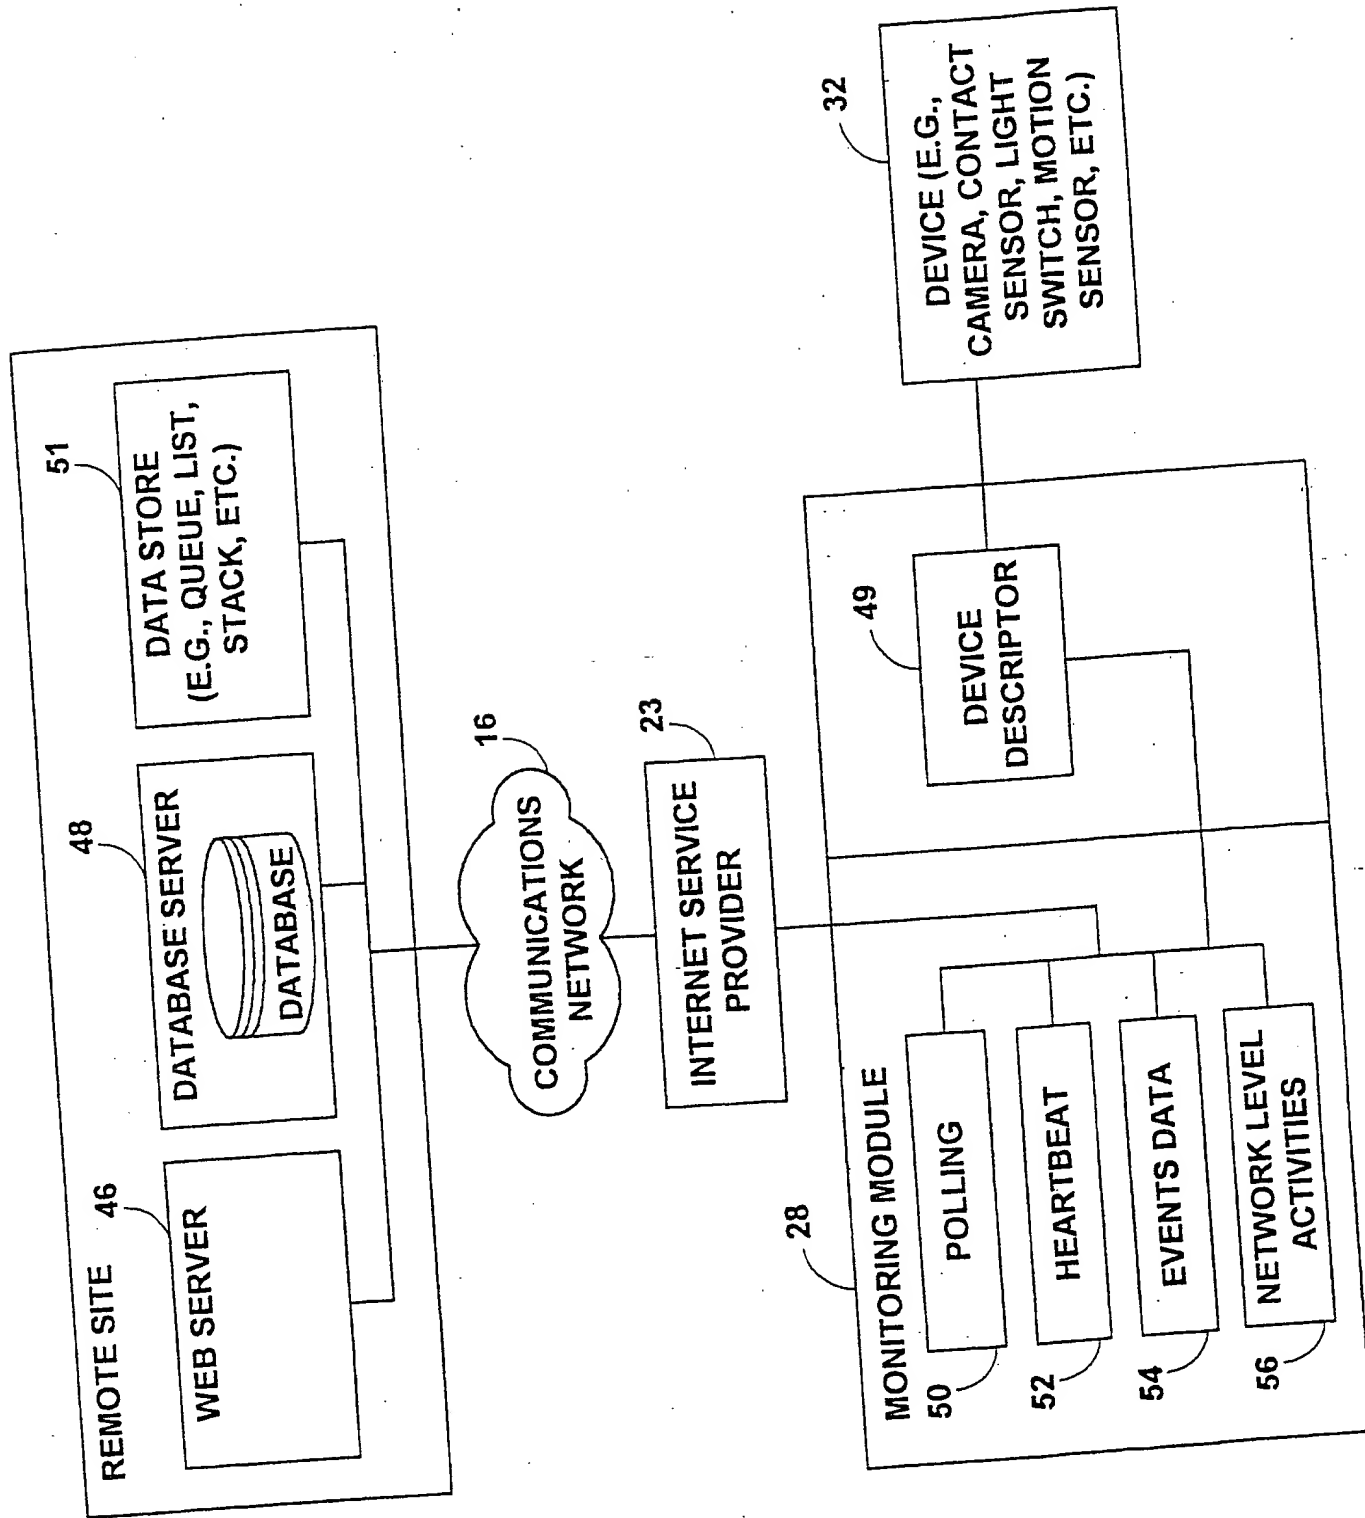 REMOTE SITE
46
WEB SERVER
48
DATABASE SERVER
DATABASE
51
DATA STORE
(E.G., QUEUE, LIST,
STACK, ETC.)
16
COMMUNICATIONS
NETWORK
23
INTERNET SERVICE
PROVIDER
28
MONITORING MODULE
50
POLLING
52
HEARTBEAT
54
EVENTS DATA
56
NETWORK LEVEL
ACTIVITIES
49
DEVICE
DESCRIPTOR
32
DEVICE (E.G.,
CAMERA, CONTACT
SENSOR, LIGHT
SWITCH, MOTION
SENSOR, ETC.)